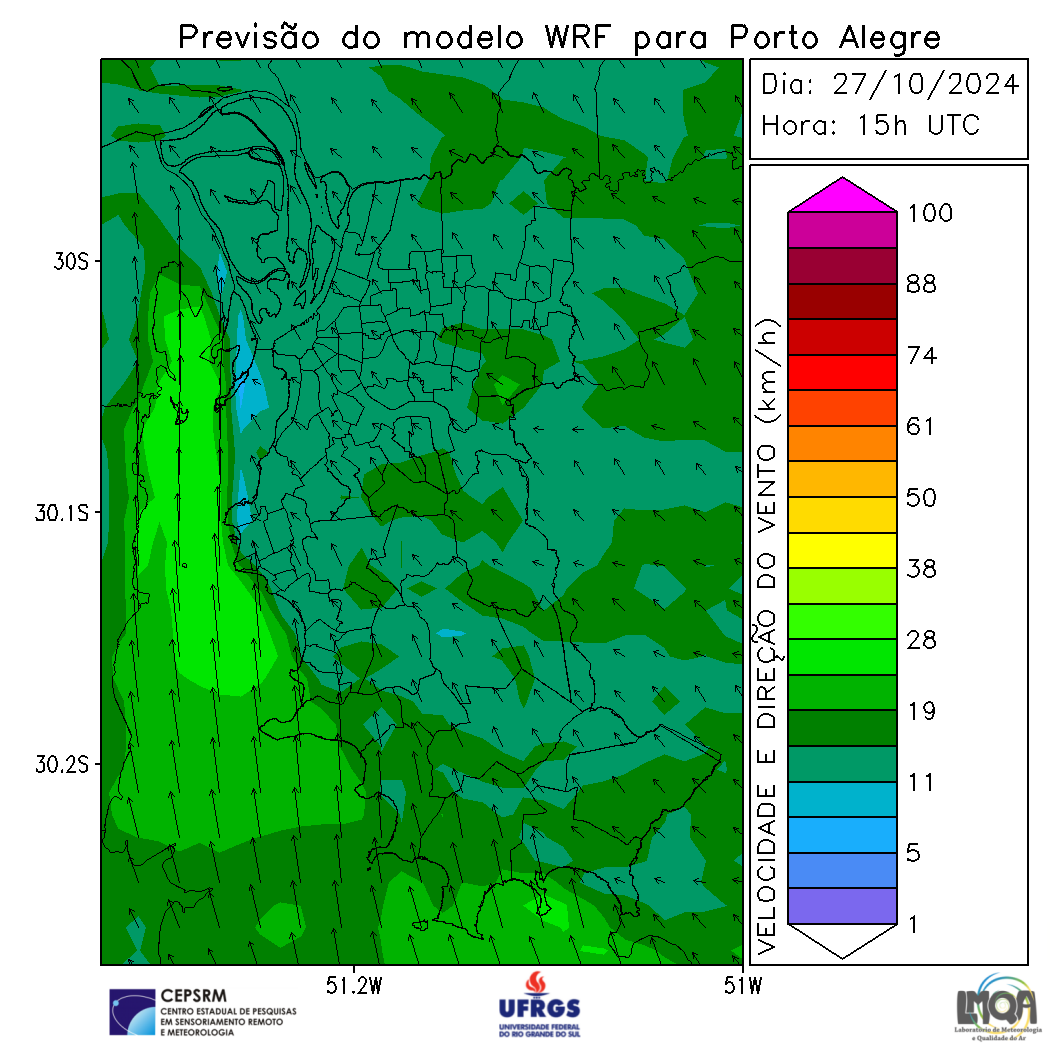 Previsão do modelo WRF para Porto Alegre
Dia: 27/10/2024
Hora: 15h UTC
30S
30.1S
30.2S
51.2W
51W
VELOCIDADE E DIREÇÃO DO VENTO (km/h)
100
88
74
61
50
38
28
19
11
5
1
CEPSRM
CENTRO ESTADUAL DE PESQUISAS
EM SENSORIAMENTO REMOTO
E METEOROLOGIA
UFRGS
UNIVERSIDADE FEDERAL
DO RIO GRANDE DO SUL
LMQA
Laboratório de Meteorologia
e Qualidade do Ar